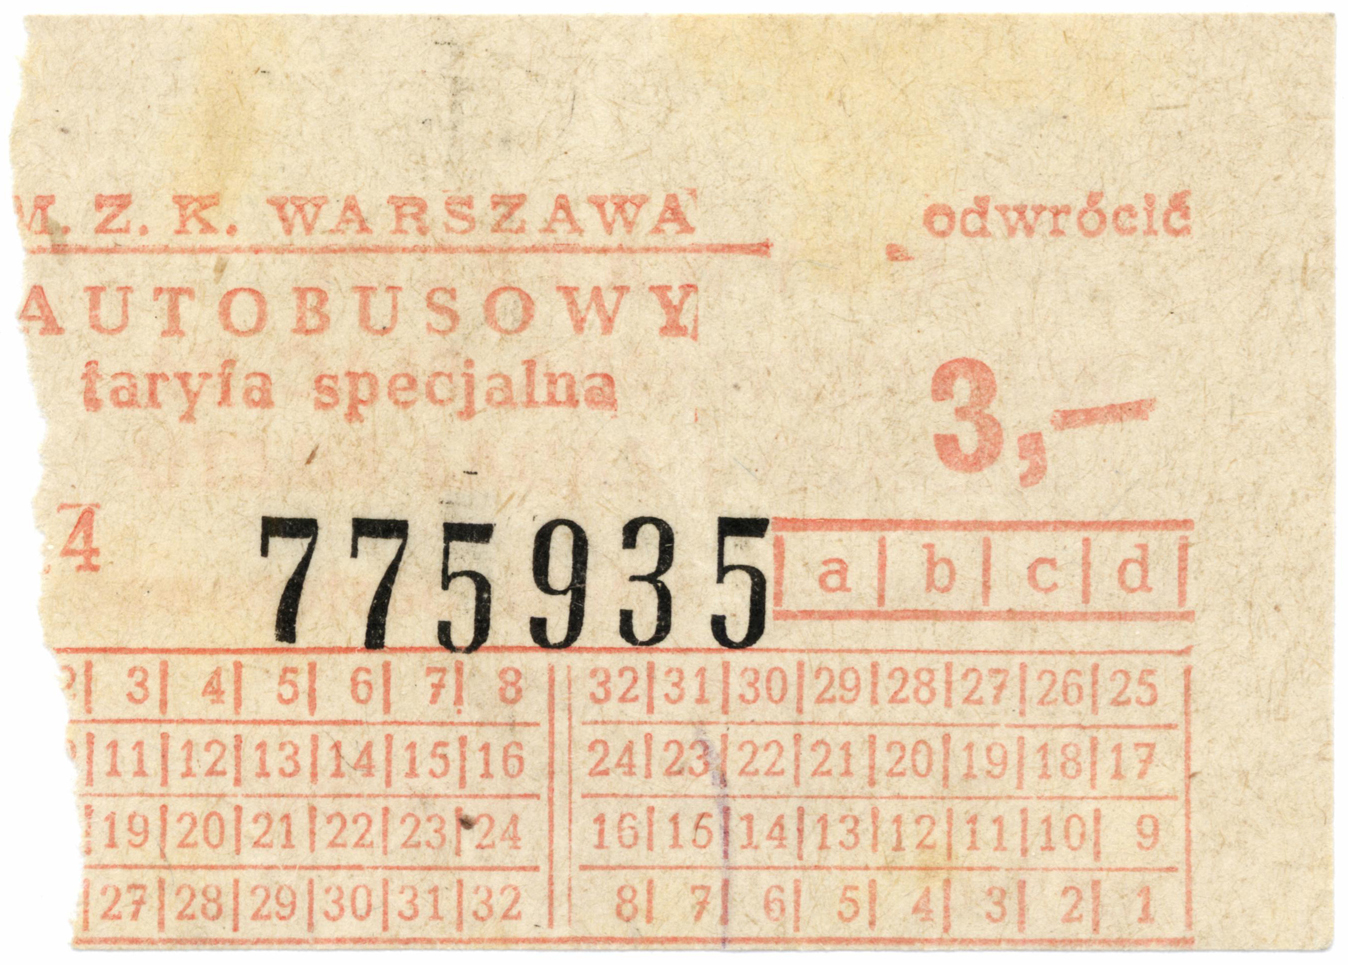 M. Z. K. WARSZAWA odwrócić
AUTOBUSOWY
taryfa specjalna
3,—
4 775935 a b c d
3 4 5 6 7 8 32 31 30 29 28 27 26 25
11 12 13 14 15 16 24 23 22 21 20 19 18 17
19 20 21 22 23 24 16 15 14 13 12 11 10 9
27 28 29 30 31 32 8 7 6 5 4 3 2 1